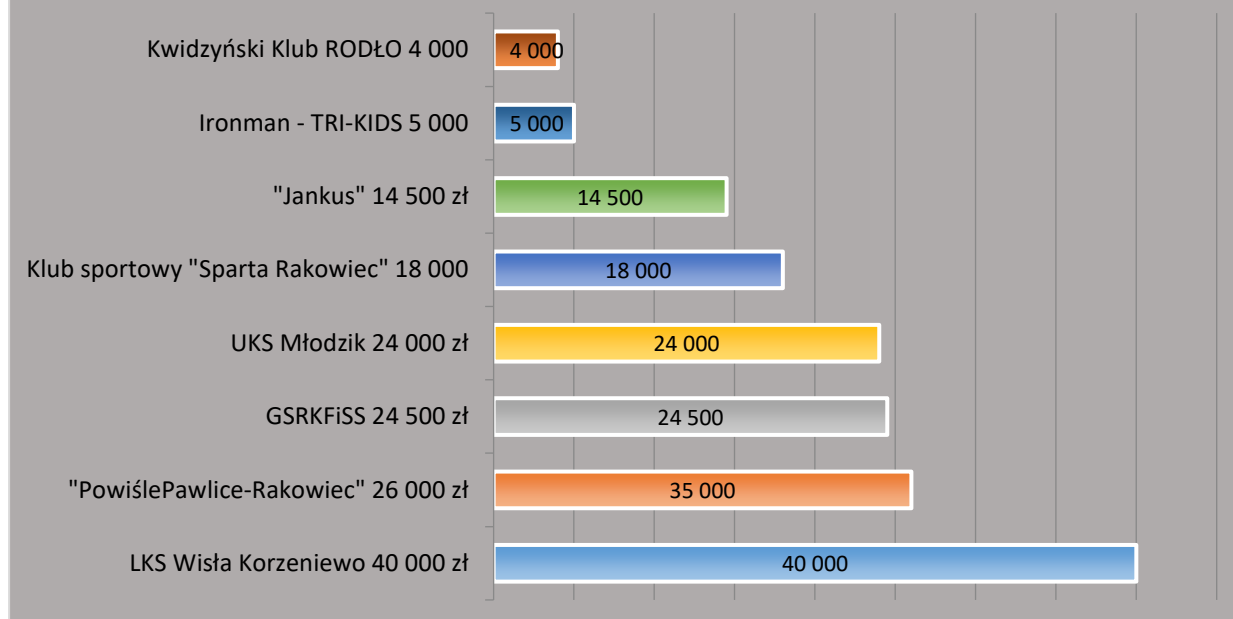 Kwidzyński Klub RODŁO 4 000 4 000
Ironman - TRI-KIDS 5 000 5 000
"Jankus" 14 500 zł 14 500
Klub sportowy "Sparta Rakowiec" 18 000 18 000
UKS Młodzik 24 000 zł 24 000
GSRKFiSS 24 500 zł 24 500
"PowiślePawlice-Rakowiec" 26 000 zł 35 000
LKS Wisła Korzeniewo 40 000 zł 40 000